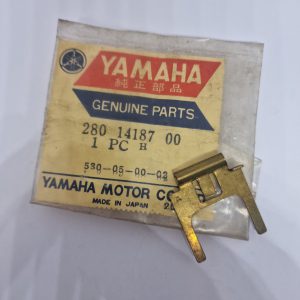 YAMAHA
純正部品
GENUINE PARTS
280 14187 00
1 PC H
530-05-00-02
YAMAHA MOTOR CO
MADE IN JAPAN